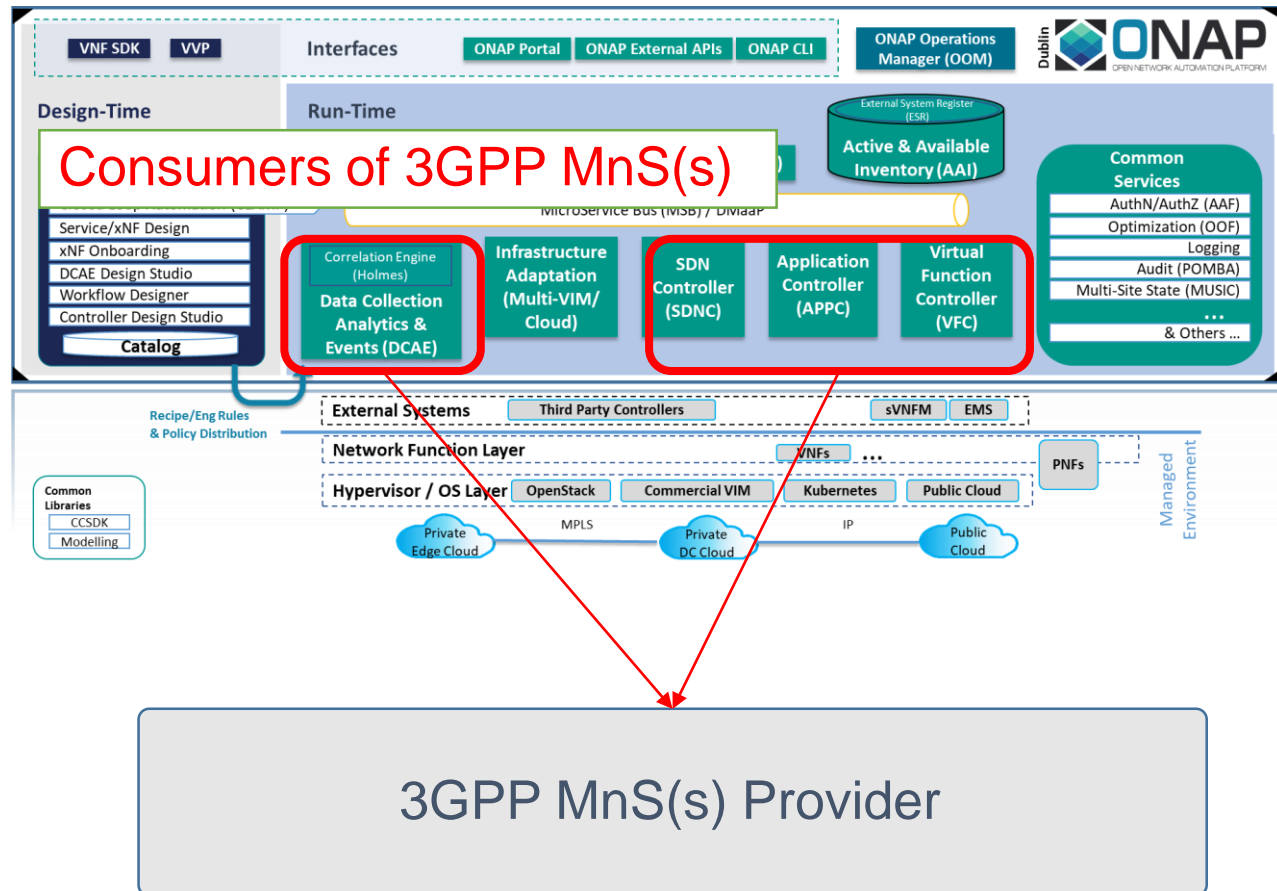 VNF SDK
VVP
Interfaces
ONAP Portal
ONAP External APIs
ONAP CLI
ONAP Operations
Manager (OOM)
Dublin
ONAP
OPEN NETWORK AUTOMATION PLATFORM
Design-Time
Run-Time
External System Register
(ESR)
Active & Available
Inventory (AAI)
)
Consumers of 3GPP MnS(s)
MicroService Bus (MSB) / DMaaP
Service/xNF Design
xNF Onboarding
DCAE Design Studio
Workflow Designer
Controller Design Studio
Catalog
Correlation Engine
(Holmes)
Data Collection
Analytics &
Events (DCAE)
Infrastructure
Adaptation
(Multi-VIM/
Cloud)
SDN
Controller
(SDNC)
Application
Controller
(APPC)
Virtual
Function
Controller
(VFC)
Common
Services
AuthN/AuthZ (AAF)
Optimization (OOF)
Logging
Audit (POMBA)
Multi-Site State (MUSIC)
...
& Others ...
Recipe/Eng Rules
& Policy Distribution
External Systems
Third Party Controllers
sVNFM
EMS
Network Function Layer
VNFs
...
PNFs
Hypervisor / OS Layer
OpenStack
Commercial VIM
Kubernetes
Public Cloud
Managed
Environment
Common
Libraries
CCSDK
Modelling
Private
Edge Cloud
MPLS
Private
DC Cloud
IP
Public
Cloud
3GPP MnS(s) Provider